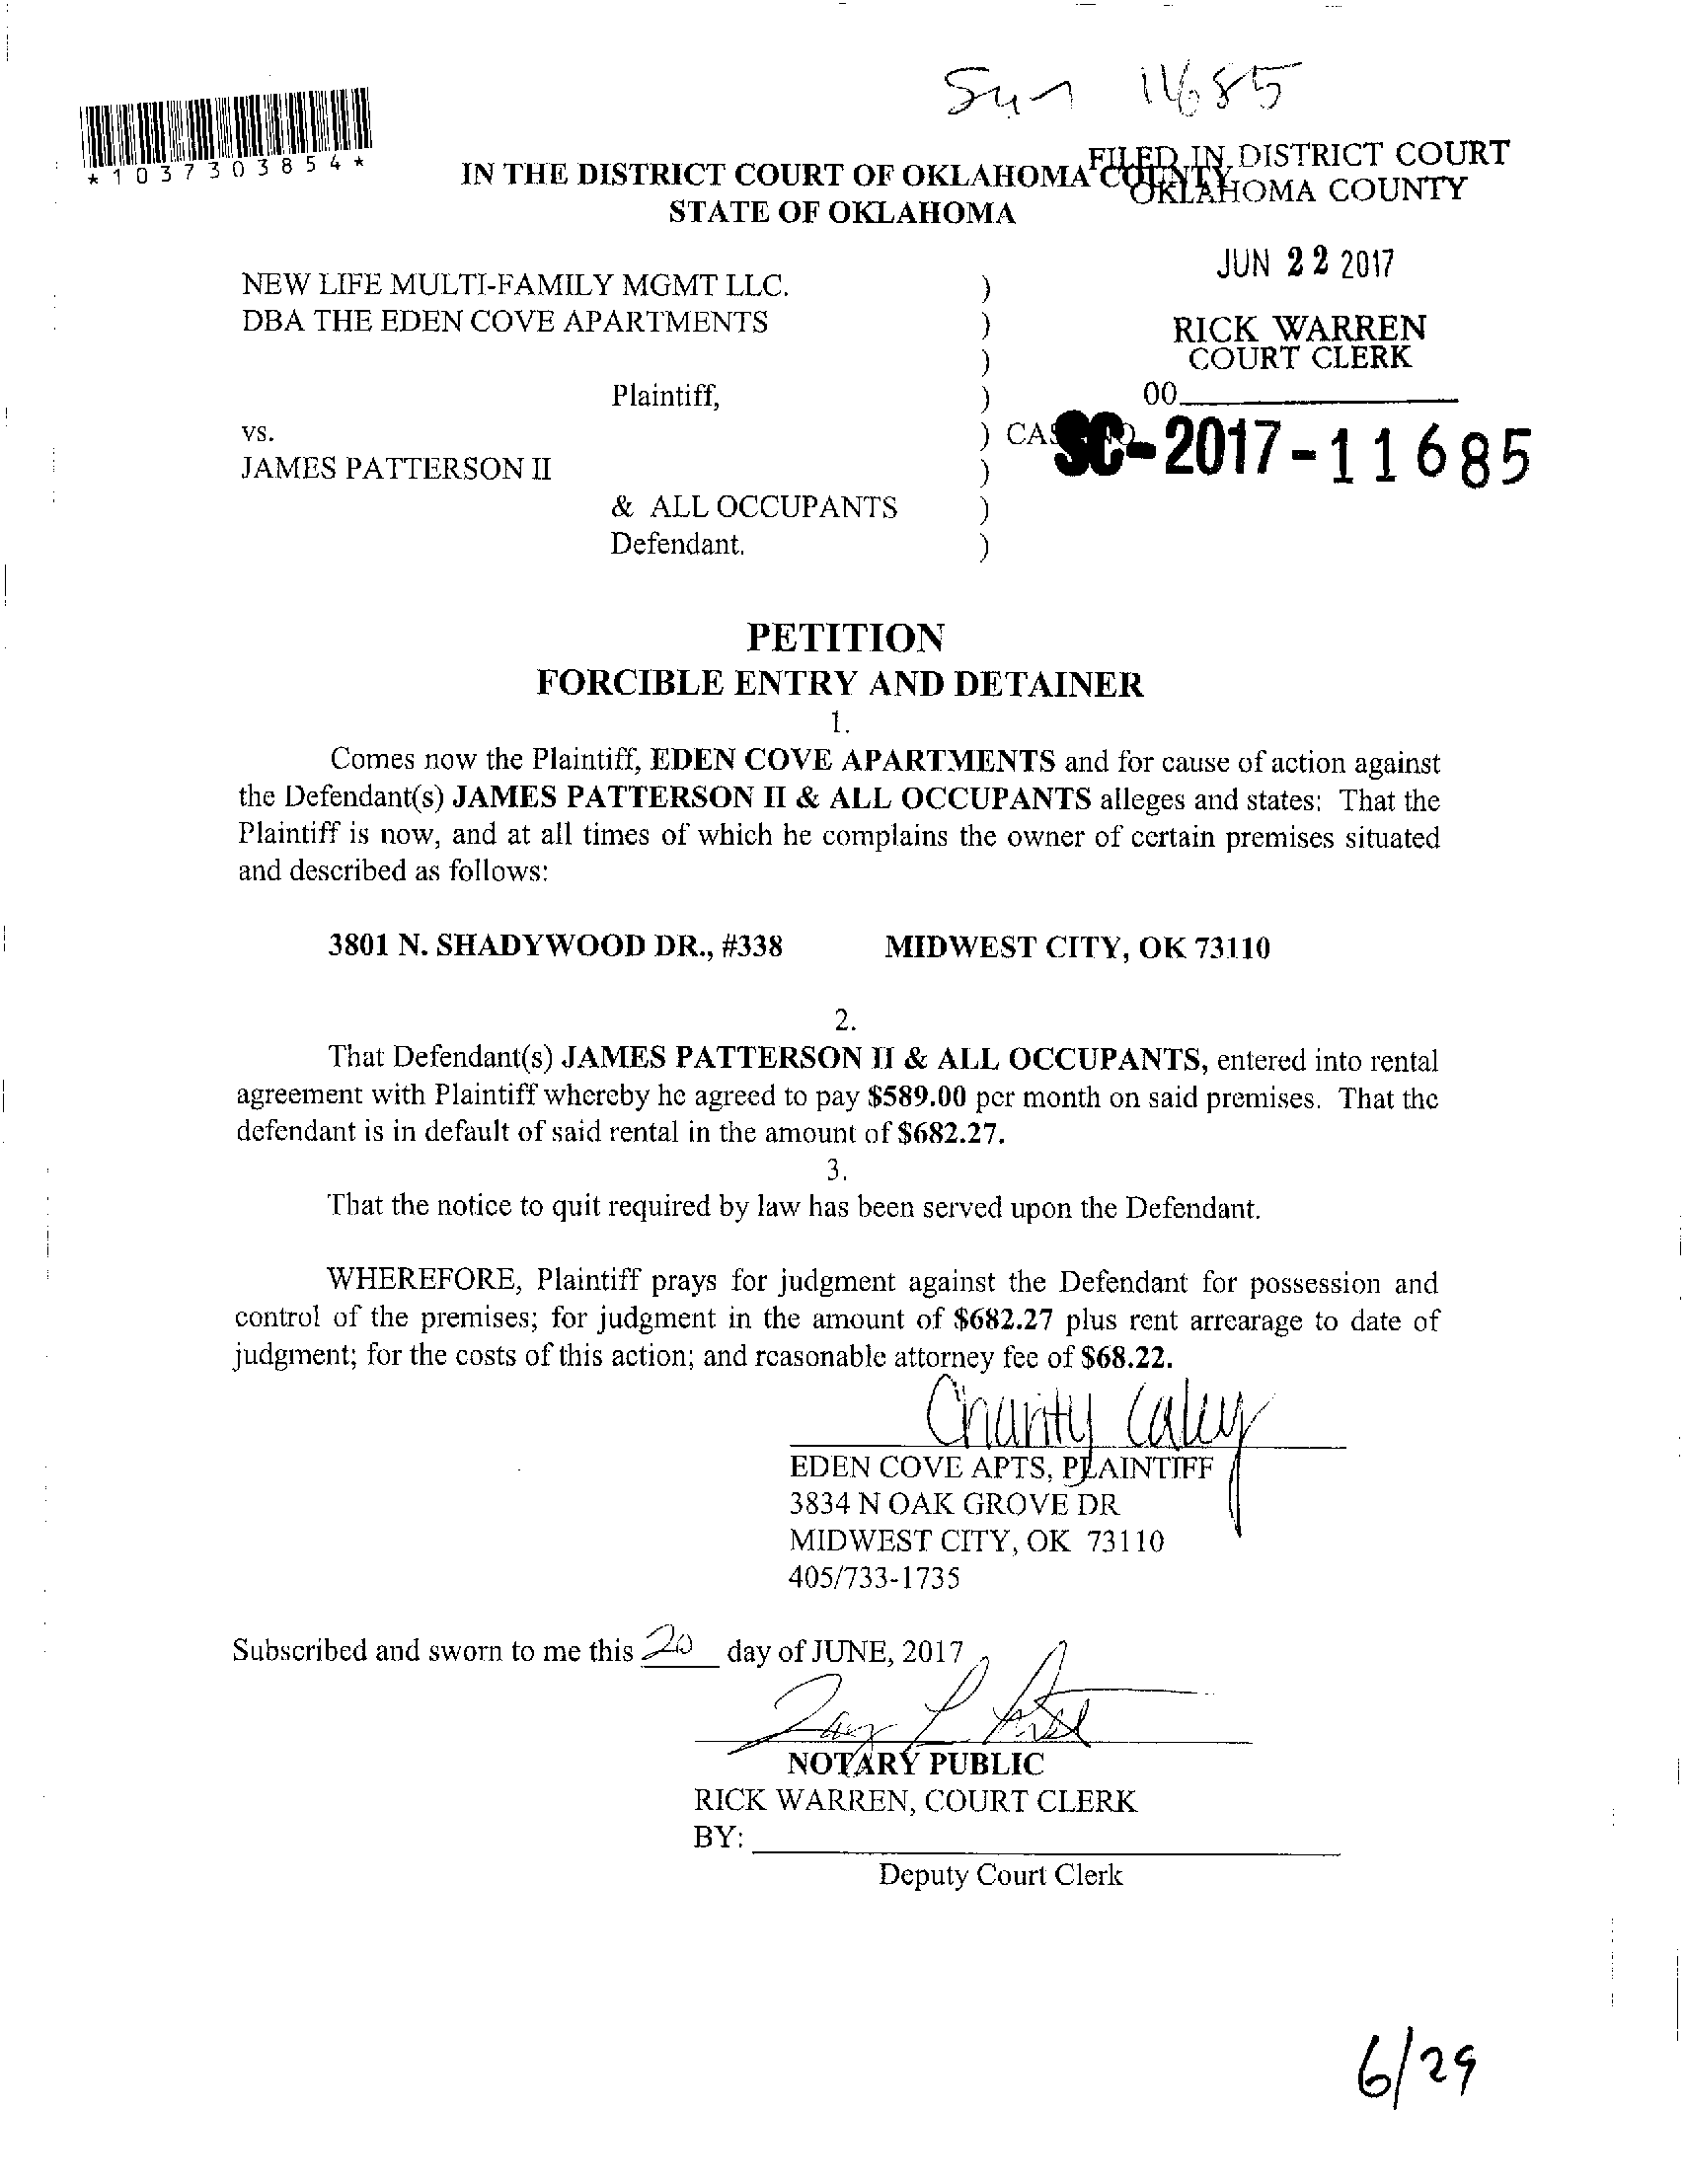 Sun 11685
*1037303854*
IN THE DISTRICT COURT OF OKLAHOMA COUNTY
STATE OF OKLAHOMA
FILED IN DISTRICT COURT
OKLAHOMA COUNTY
JUN 22 2017
RICK WARREN
COURT CLERK
00
NEW LIFE MULTI-FAMILY MGMT LLC. )
DBA THE EDEN COVE APARTMENTS )
)
Plaintiff, )
vs. ) CASE NO. SC-2017-11685
JAMES PATTERSON II )
& ALL OCCUPANTS )
Defendant. )
PETITION
FORCIBLE ENTRY AND DETAINER
1.
Comes now the Plaintiff, EDEN COVE APARTMENTS and for cause of action against
the Defendant(s) JAMES PATTERSON II & ALL OCCUPANTS alleges and states: That the
Plaintiff is now, and at all times of which he complains the owner of certain premises situated
and described as follows:
3801 N. SHADYWOOD DR., #338 MIDWEST CITY, OK 73110
2.
That Defendant(s) JAMES PATTERSON II & ALL OCCUPANTS, entered into rental
agreement with Plaintiff whereby he agreed to pay $589.00 per month on said premises. That the
defendant is in default of said rental in the amount of $682.27.
3.
That the notice to quit required by law has been served upon the Defendant.
WHEREFORE, Plaintiff prays for judgment against the Defendant for possession and
control of the premises; for judgment in the amount of $682.27 plus rent arrearage to date of
judgment; for the costs of this action; and reasonable attorney fee of $68.22.
Charity Caley
EDEN COVE APTS, PLAINTIFF
3834 N OAK GROVE DR
MIDWEST CITY, OK 73110
405/733-1735
Subscribed and sworn to me this 20 day of JUNE, 2017
NOTARY PUBLIC
RICK WARREN, COURT CLERK
BY:
Deputy Court Clerk
6/29